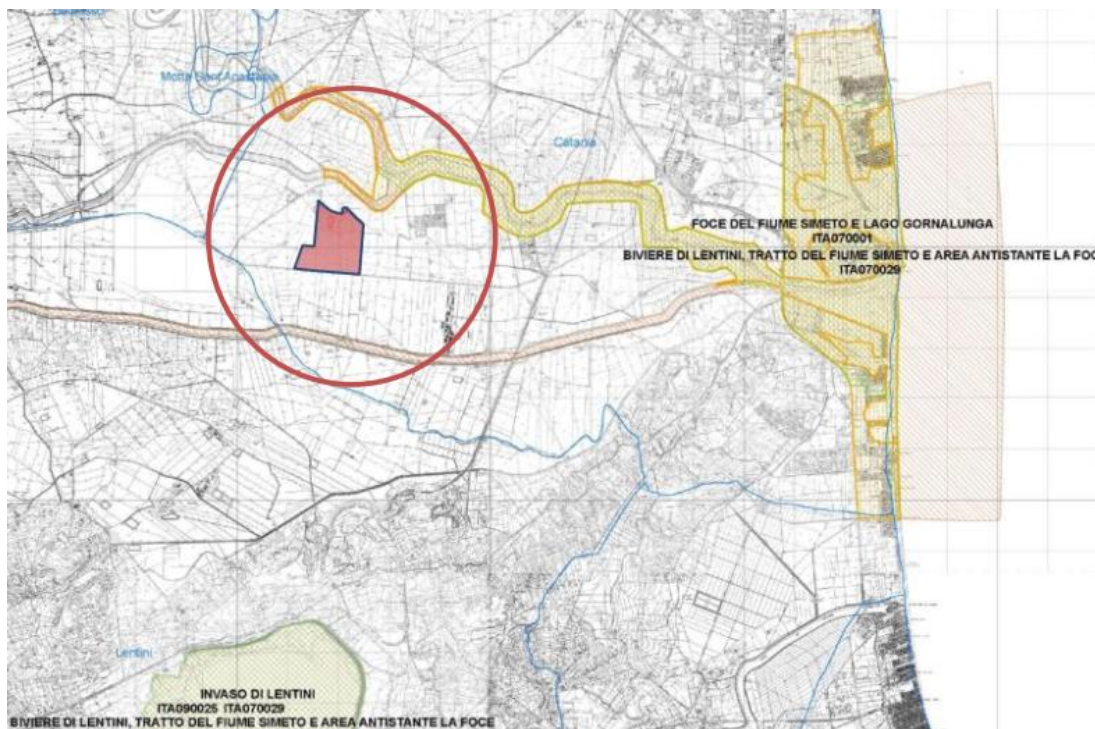 Motta Sant'Anastasia
Catania
FOCE DEL FIUME SIMETO E LAGO GORNALUNGA
ITA070001
BIVIERE DI LENTINI, TRATTO DEL FIUME SIMETO E AREA ANTISTANTE LA FOC
ITA070029
Lentini
INVASO DI LENTINI
ITA090025 ITA070029
BIVIERE DI LENTINI, TRATTO DEL FIUME SIMETO E AREA ANTISTANTE LA FOCE